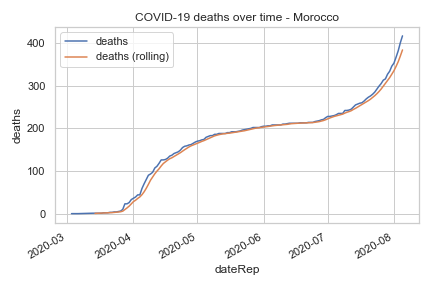 COVID-19 deaths over time - Morocco
deaths
deaths (rolling)
400
300
200
100
0
deaths
2020-03
2020-04
2020-05
2020-06
2020-07
2020-08
dateRep